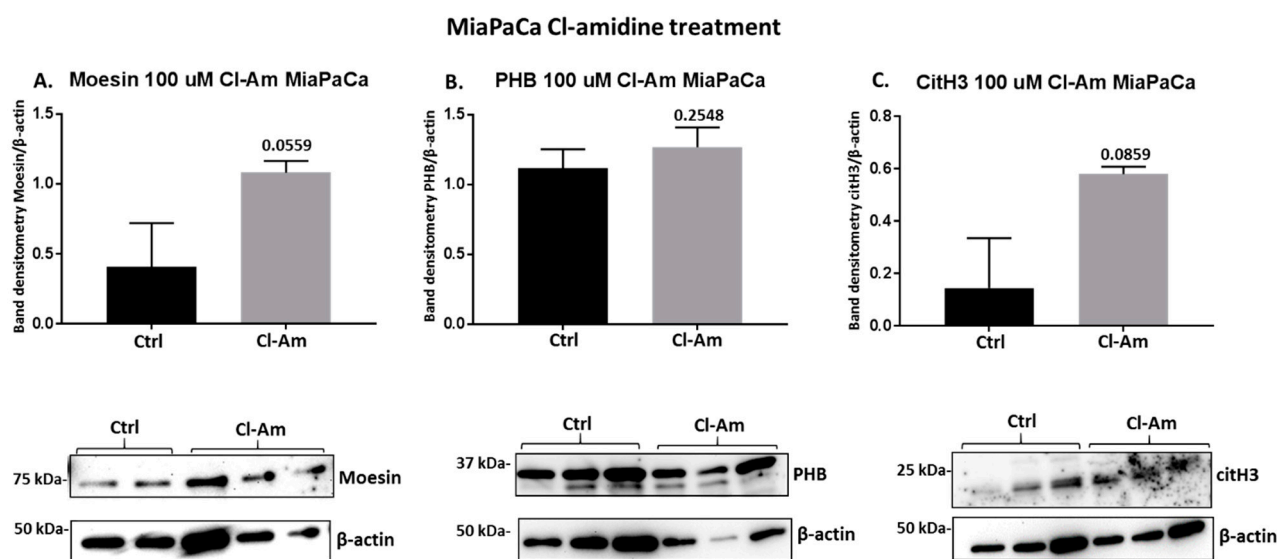 MiaPaCa Cl-amidine treatment
A. Moesin 100 uM Cl-Am MiaPaCa
Band densitometry Moesin/β-actin
1.5
1.0
0.5
0.0
0.0559
Ctrl
Cl-Am
B. PHB 100 uM Cl-Am MiaPaCa
Band densitometry PHB/β-actin
1.5
1.0
0.5
0.0
0.2548
Ctrl
Cl-Am
C. CitH3 100 uM Cl-Am MiaPaCa
Band densitometry citH3/β-actin
0.8
0.6
0.4
0.2
0.0
0.0859
Ctrl
Cl-Am
Ctrl
Cl-Am
75 kDa-
Moesin
50 kDa-
β-actin
Ctrl
Cl-Am
37 kDa-
PHB
50 kDa-
β-actin
Ctrl
Cl-Am
25 kDa-
citH3
50 kDa-
β-actin